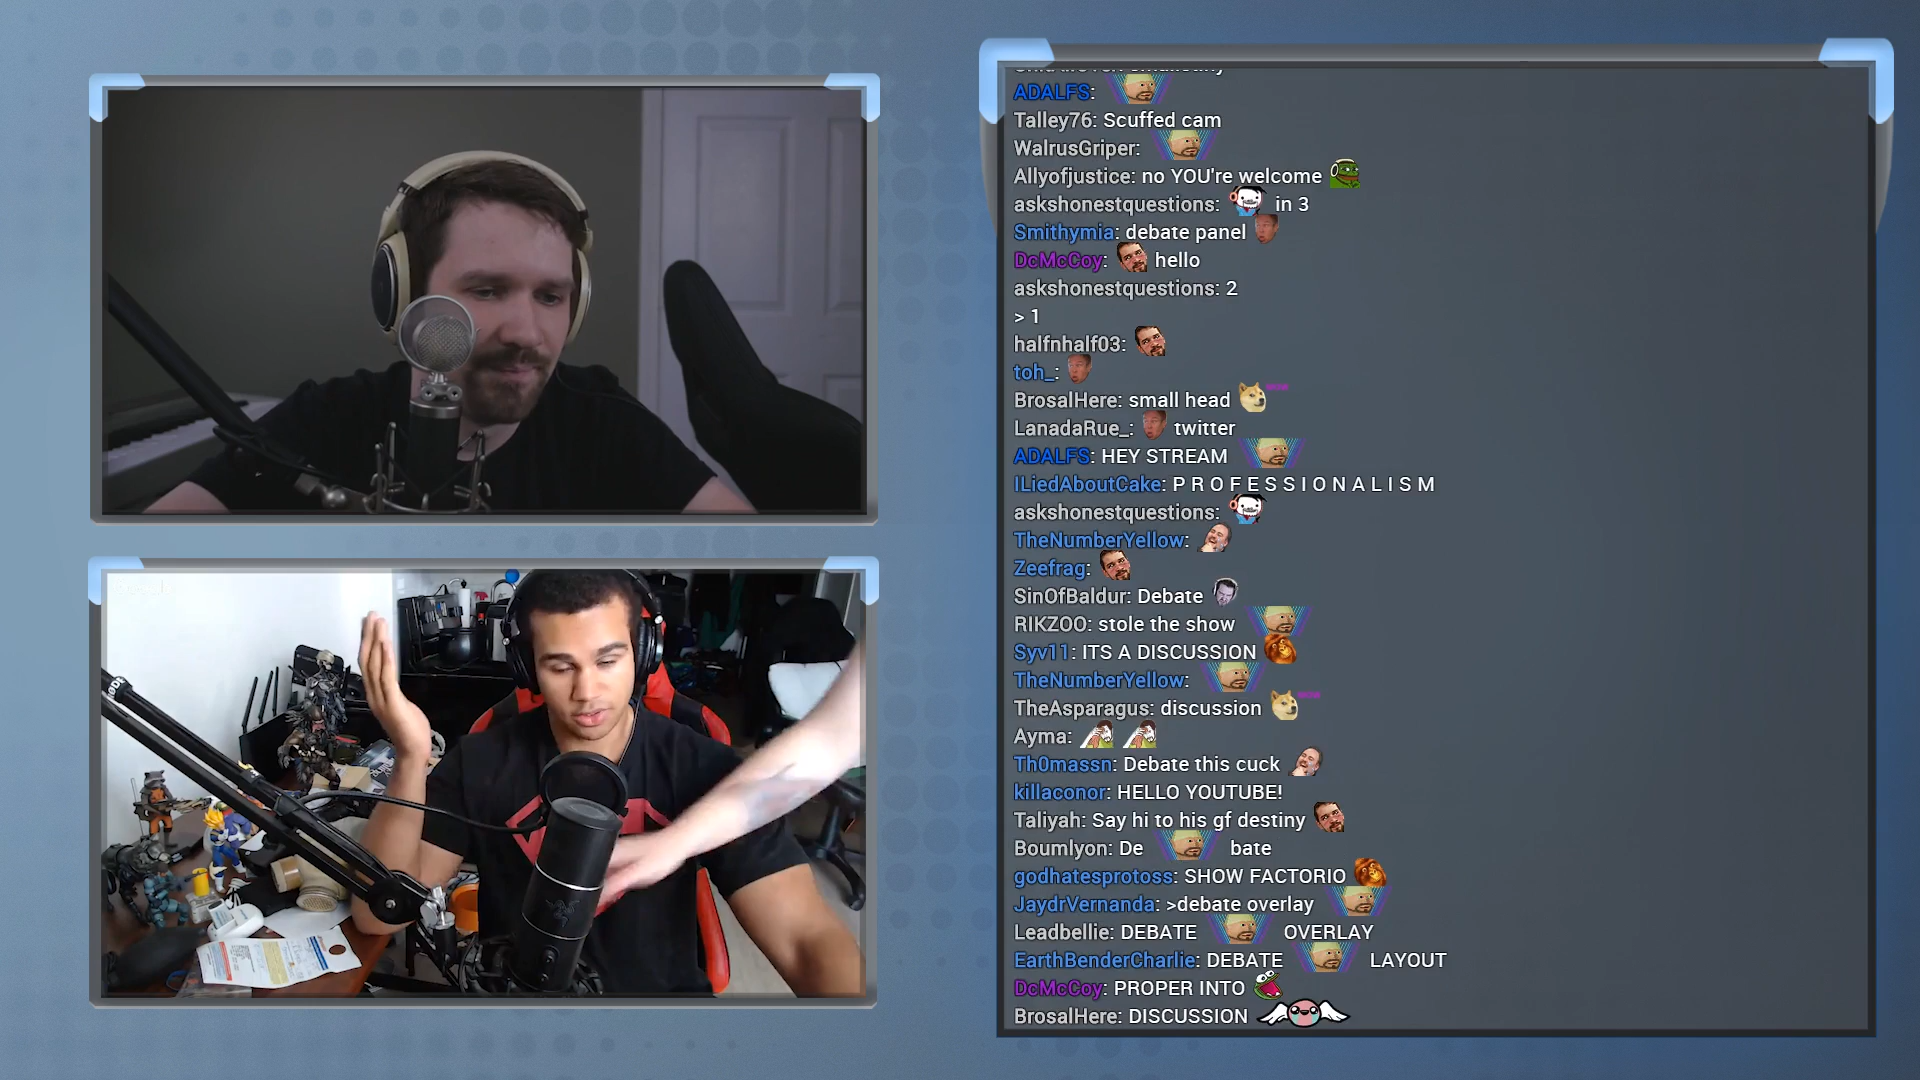 ADALFS:
Talley76: Scuffed cam
WalrusGriper:
Allyofjustice: no YOU're welcome
askshonestquestions: in 3
Smithymia: debate panel
DcMcCoy: hello
askshonestquestions: 2
> 1
halfnhalf03:
toh_:
BrosalHere: small head
LanadaRue_: twitter
ADALFS: HEY STREAM
ILiedAboutCake: P R O F E S S I O N A L I S M
askshonestquestions:
TheNumberYellow:
Zeefrag:
SinOfBaldur: Debate
RIKZOO: stole the show
Syv11: ITS A DISCUSSION
TheNumberYellow:
TheAsparagus: discussion
Ayma:
Th0massn: Debate this cuck
killaconor: HELLO YOUTUBE!
Taliyah: Say hi to his gf destiny
Boumlyon: De bate
godhatesprotoss: SHOW FACTORIO
JaydrVernanda: >debate overlay
Leadbellie: DEBATE OVERLAY
EarthBenderCharlie: DEBATE LAYOUT
DcMcCoy: PROPER INTO
BrosalHere: DISCUSSION
RODE